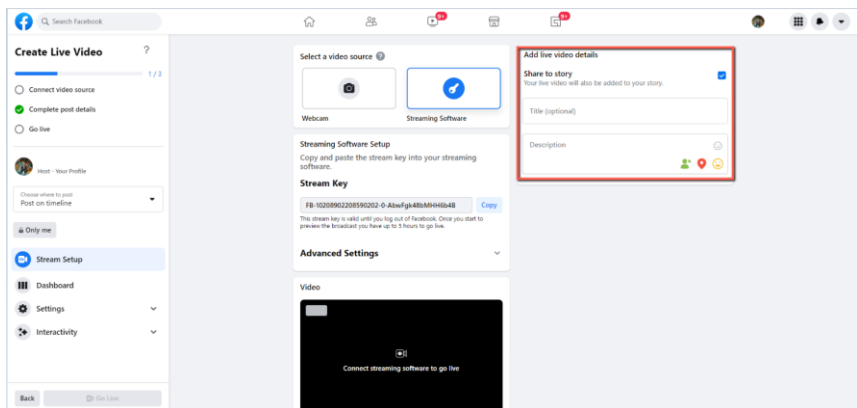 Search Facebook
9+
9+
Create Live Video
?
1 / 3
Connect video source
Complete post details
Go live
Host - Your Profile
Choose where to post
Post on timeline
Only me
Stream Setup
Dashboard
Settings
Interactivity
Back
Go Live
Select a video source ?
Webcam
Streaming Software
Streaming Software Setup
Copy and paste the stream key into your streaming
software.
Stream Key
FB-10208902208590202-0-AbwFgk48bMHH6b4B
Copy
This stream key is valid until you log out of Facebook. Once you start to
preview the broadcast you have up to 5 hours to go live.
Advanced Settings
Video
Connect streaming software to go live
Add live video details
Share to story
Your live video will also be added to your story.
Title (optional)
Description